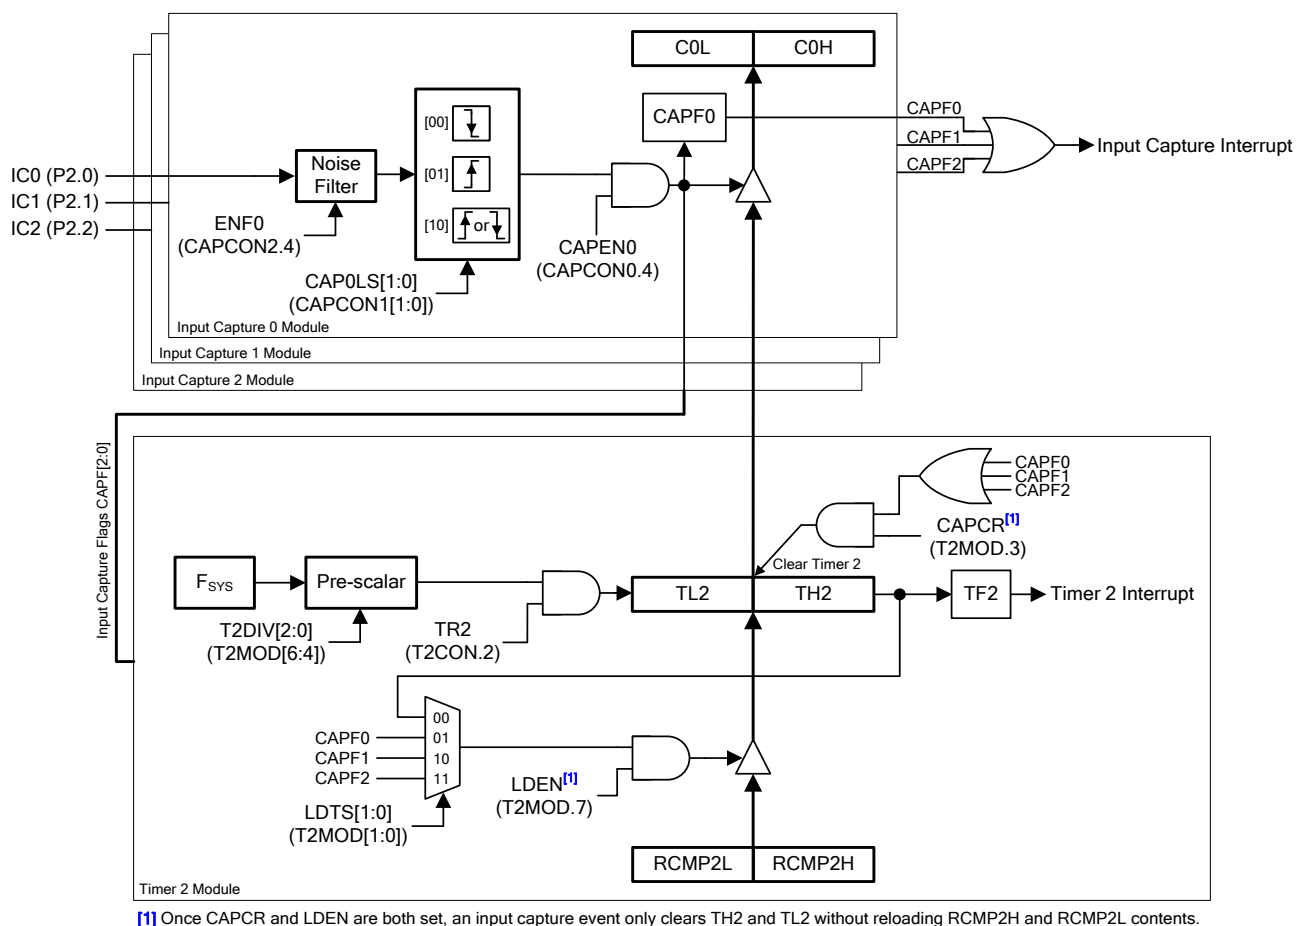 C0L C0H
CAPF0
CAPF0
CAPF1
CAPF2
Input Capture Interrupt
[00]
[01]
[10] or
Noise
Filter
IC0 (P2.0)
IC1 (P2.1)
IC2 (P2.2)
ENF0
(CAPCON2.4)
CAP0LS[1:0]
(CAPCON1[1:0])
CAPEN0
(CAPCON0.4)
Input Capture 0 Module
Input Capture 1 Module
Input Capture 2 Module
Input Capture Flags CAPF[2:0]
CAPF0
CAPF1
CAPF2
CAPCR[1]
(T2MOD.3)
Clear Timer 2
FSYS
Pre-scalar
TL2 TH2
TF2
Timer 2 Interrupt
T2DIV[2:0]
(T2MOD[6:4])
TR2
(T2CON.2)
00
CAPF0 01
CAPF1 10
CAPF2 11
LDTS[1:0]
(T2MOD[1:0])
LDEN[1]
(T2MOD.7)
RCMP2L RCMP2H
Timer 2 Module
[1] Once CAPCR and LDEN are both set, an input capture event only clears TH2 and TL2 without reloading RCMP2H and RCMP2L contents.